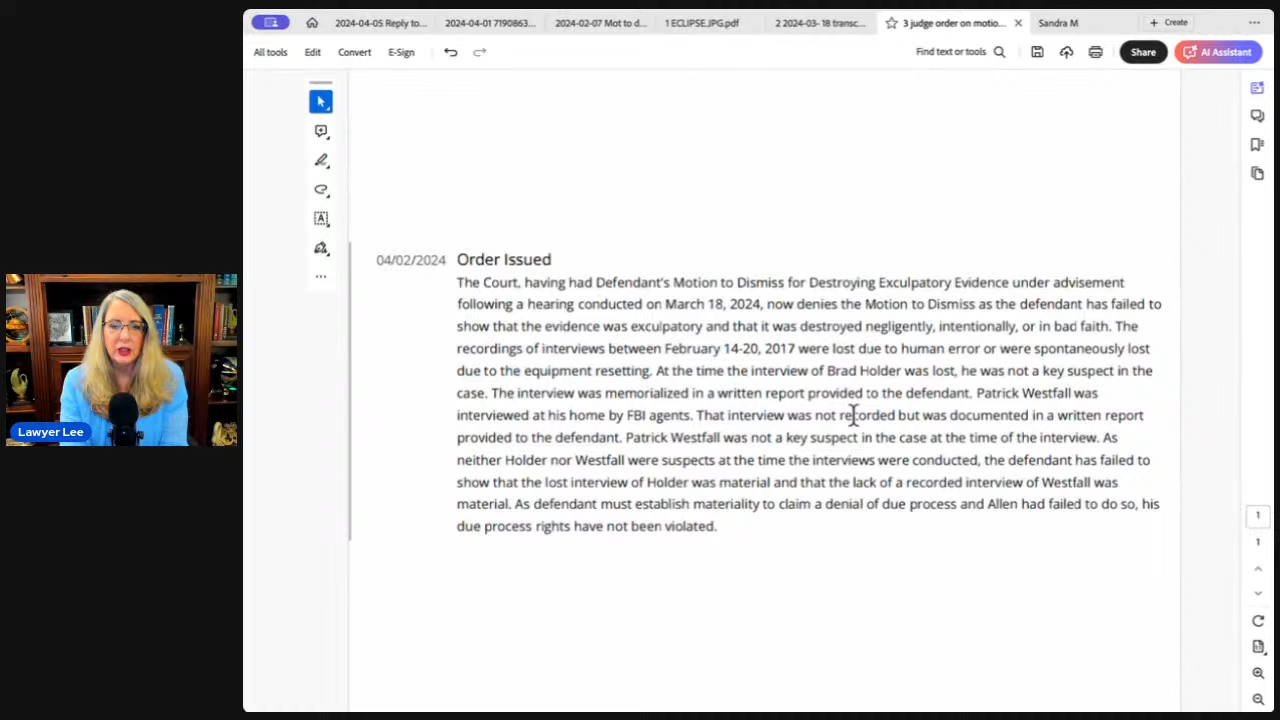 2024-04-05 Reply to...
2024-04-01 7190863...
2024-02-07 Mot to d...
1 ECLIPSE.JPG.pdf
2 2024-03- 18 transc...
3 judge order on motio...
Sandra M
Create
All tools
Edit
Convert
E-Sign
Find text or tools
Share
AI Assistant
04/02/2024
Order Issued
The Court, having had Defendant's Motion to Dismiss for Destroying Exculpatory Evidence under advisement
following a hearing conducted on March 18, 2024, now denies the Motion to Dismiss as the defendant has failed to
show that the evidence was exculpatory and that it was destroyed negligently, intentionally, or in bad faith. The
recordings of interviews between February 14-20, 2017 were lost due to human error or were spontaneously lost
due to the equipment resetting. At the time the interview of Brad Holder was lost, he was not a key suspect in the
case. The interview was memorialized in a written report provided to the defendant. Patrick Westfall was
interviewed at his home by FBI agents. That interview was not recorded but was documented in a written report
provided to the defendant. Patrick Westfall was not a key suspect in the case at the time of the interview. As
neither Holder nor Westfall were suspects at the time the interviews were conducted, the defendant has failed to
show that the lost interview of Holder was material and that the lack of a recorded interview of Westfall was
material. As defendant must establish materiality to claim a denial of due process and Allen had failed to do so, his
due process rights have not been violated.
Lawyer Lee
1
1